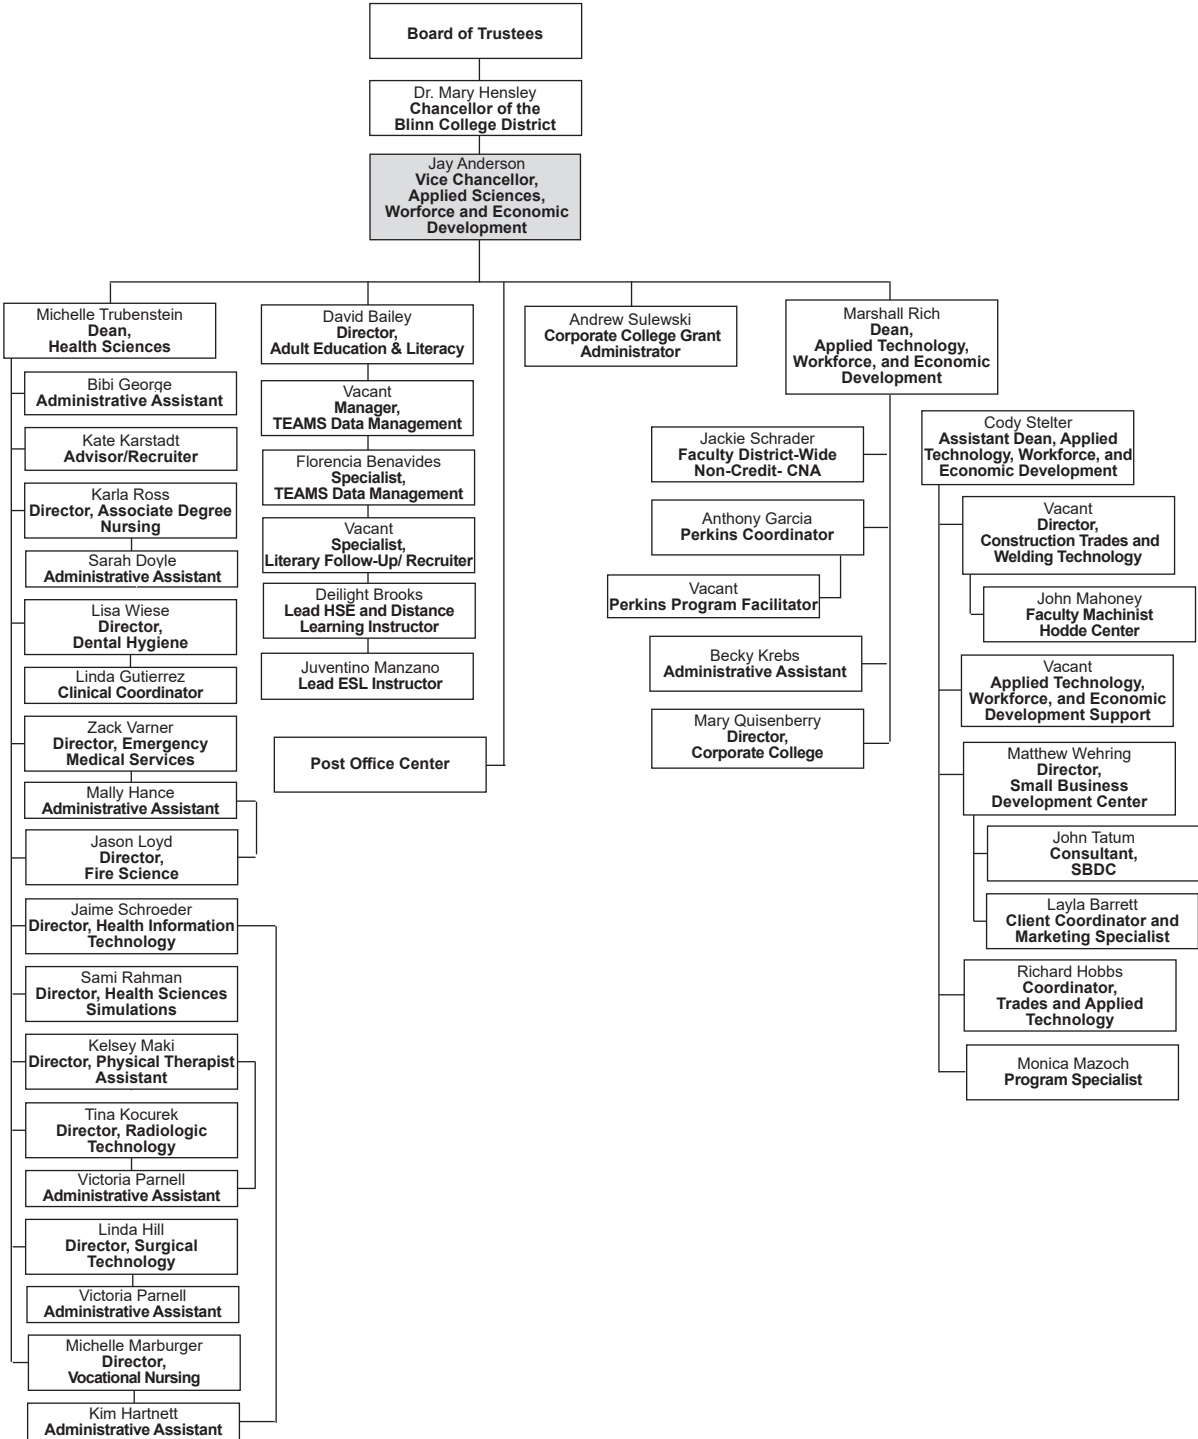 Board of Trustees
Dr. Mary Hensley
Chancellor of the
Blinn College District
Jay Anderson
Vice Chancellor,
Applied Sciences,
Worforce and Economic
Development
Michelle Trubenstein
Dean,
Health Sciences
Bibi George
Administrative Assistant
Kate Karstadt
Advisor/Recruiter
Karla Ross
Director, Associate Degree
Nursing
Sarah Doyle
Administrative Assistant
Lisa Wiese
Director,
Dental Hygiene
Linda Gutierrez
Clinical Coordinator
Zack Varner
Director, Emergency
Medical Services
Mally Hance
Administrative Assistant
Jason Loyd
Director,
Fire Science
Jaime Schroeder
Director, Health Information
Technology
Sami Rahman
Director, Health Sciences
Simulations
Kelsey Maki
Director, Physical Therapist
Assistant
Tina Kocurek
Director, Radiologic
Technology
Victoria Parnell
Administrative Assistant
Linda Hill
Director, Surgical
Technology
Victoria Parnell
Administrative Assistant
Michelle Marburger
Director,
Vocational Nursing
Kim Hartnett
Administrative Assistant
David Bailey
Director,
Adult Education & Literacy
Vacant
Manager,
TEAMS Data Management
Florencia Benavides
Specialist,
TEAMS Data Management
Vacant
Specialist,
Literary Follow-Up/ Recruiter
Deilight Brooks
Lead HSE and Distance
Learning Instructor
Juventino Manzano
Lead ESL Instructor
Post Office Center
Andrew Sulewski
Corporate College Grant
Administrator
Marshall Rich
Dean,
Applied Technology,
Workforce, and Economic
Development
Jackie Schrader
Faculty District-Wide
Non-Credit- CNA
Anthony Garcia
Perkins Coordinator
Vacant
Perkins Program Facilitator
Becky Krebs
Administrative Assistant
Mary Quisenberry
Director,
Corporate College
Cody Stelter
Assistant Dean, Applied
Technology, Workforce, and
Economic Development
Vacant
Director,
Construction Trades and
Welding Technology
John Mahoney
Faculty Machinist
Hodde Center
Vacant
Applied Technology,
Workforce, and Economic
Development Support
Matthew Wehring
Director,
Small Business
Development Center
John Tatum
Consultant,
SBDC
Layla Barrett
Client Coordinator and
Marketing Specialist
Richard Hobbs
Coordinator,
Trades and Applied
Technology
Monica Mazoch
Program Specialist